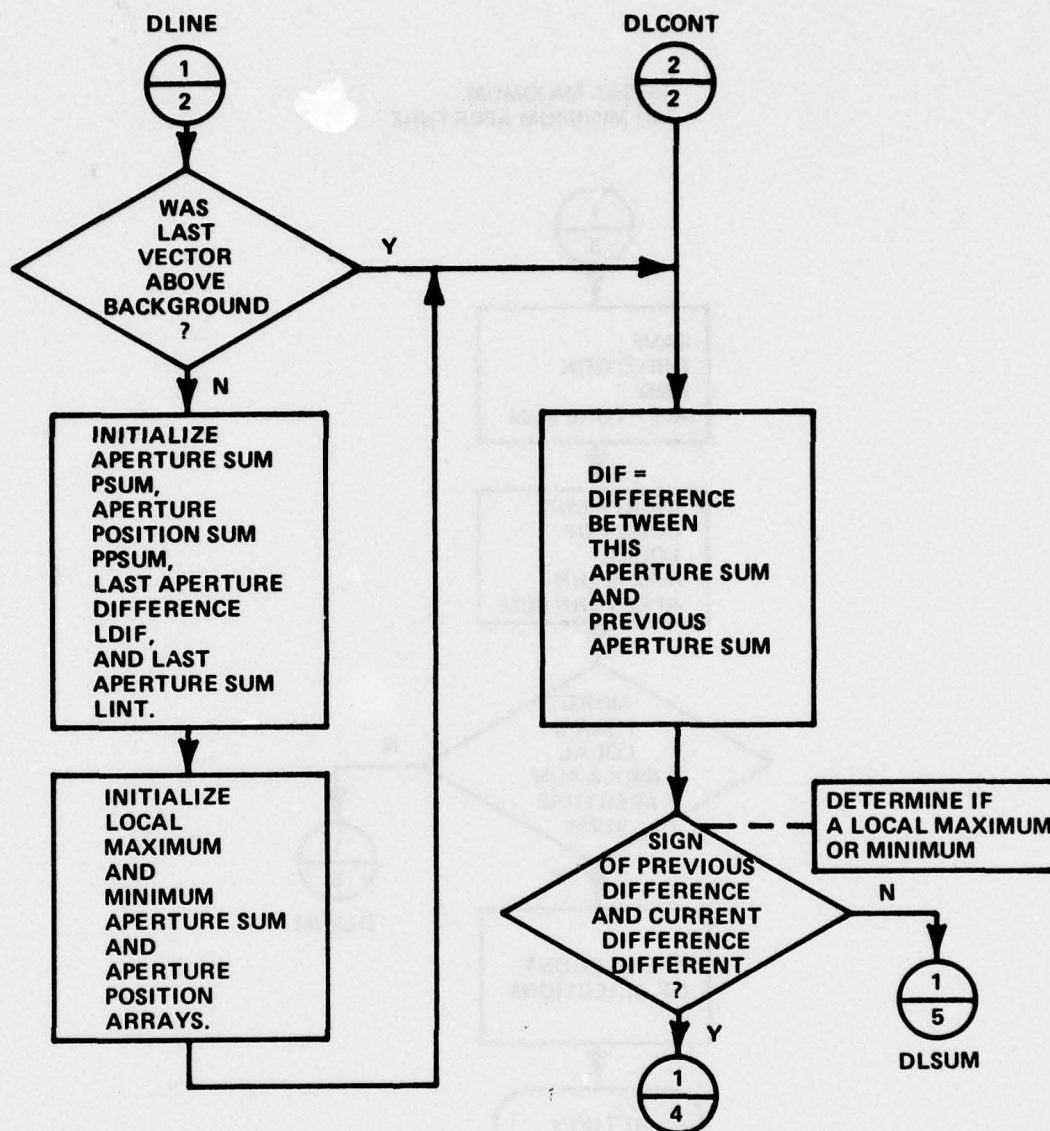 DLINE
1
2
WAS
LAST
VECTOR
ABOVE
BACKGROUND
?
Y
N
INITIALIZE
APERTURE SUM
PSUM,
APERTURE
POSITION SUM
PPSUM,
LAST APERTURE
DIFFERENCE
LDIF,
AND LAST
APERTURE SUM
LINT.
INITIALIZE
LOCAL
MAXIMUM
AND
MINIMUM
APERTURE SUM
AND
APERTURE
POSITION
ARRAYS.
DLCONT
2
2
DIF =
DIFFERENCE
BETWEEN
THIS
APERTURE SUM
AND
PREVIOUS
APERTURE SUM
DETERMINE IF
A LOCAL MAXIMUM
OR MINIMUM
SIGN
OF PREVIOUS
DIFFERENCE
AND CURRENT
DIFFERENCE
DIFFERENT
?
N
1
5
DLSUM
Y
1
4